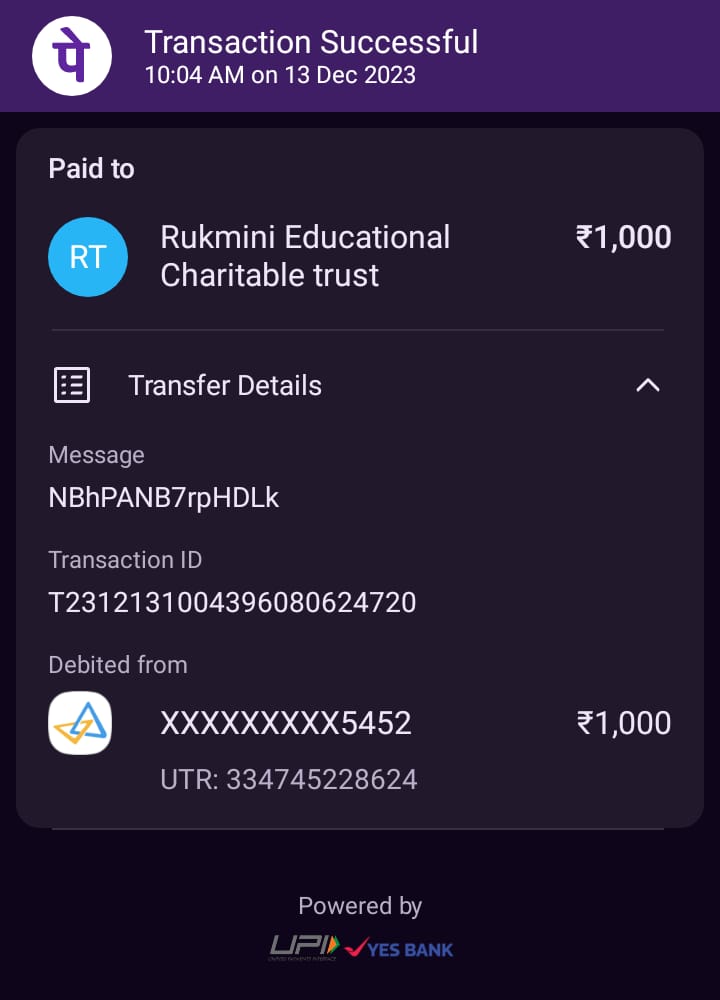 पे
Transaction Successful
10:04 AM on 13 Dec 2023
Paid to
RT
Rukmini Educational
Charitable trust
₹1,000
Transfer Details
Message
NBhPANB7rpHDLk
Transaction ID
T2312131004396080624720
Debited from
XXXXXXXXX5452
₹1,000
UTR: 334745228624
Powered by
UPI
UNIFIED PAYMENTS INTERFACE
YES BANK